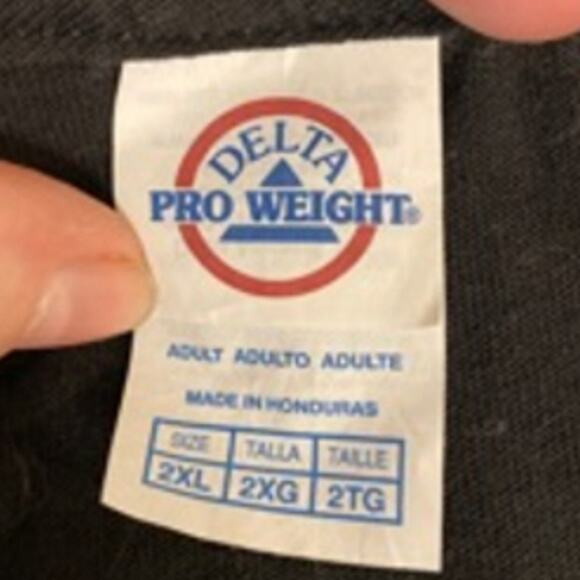 DELTA
PRO WEIGHT®
ADULT ADULTO ADULTE
MADE IN HONDURAS
SIZE TALLA TAILLE
2XL 2XG 2TG